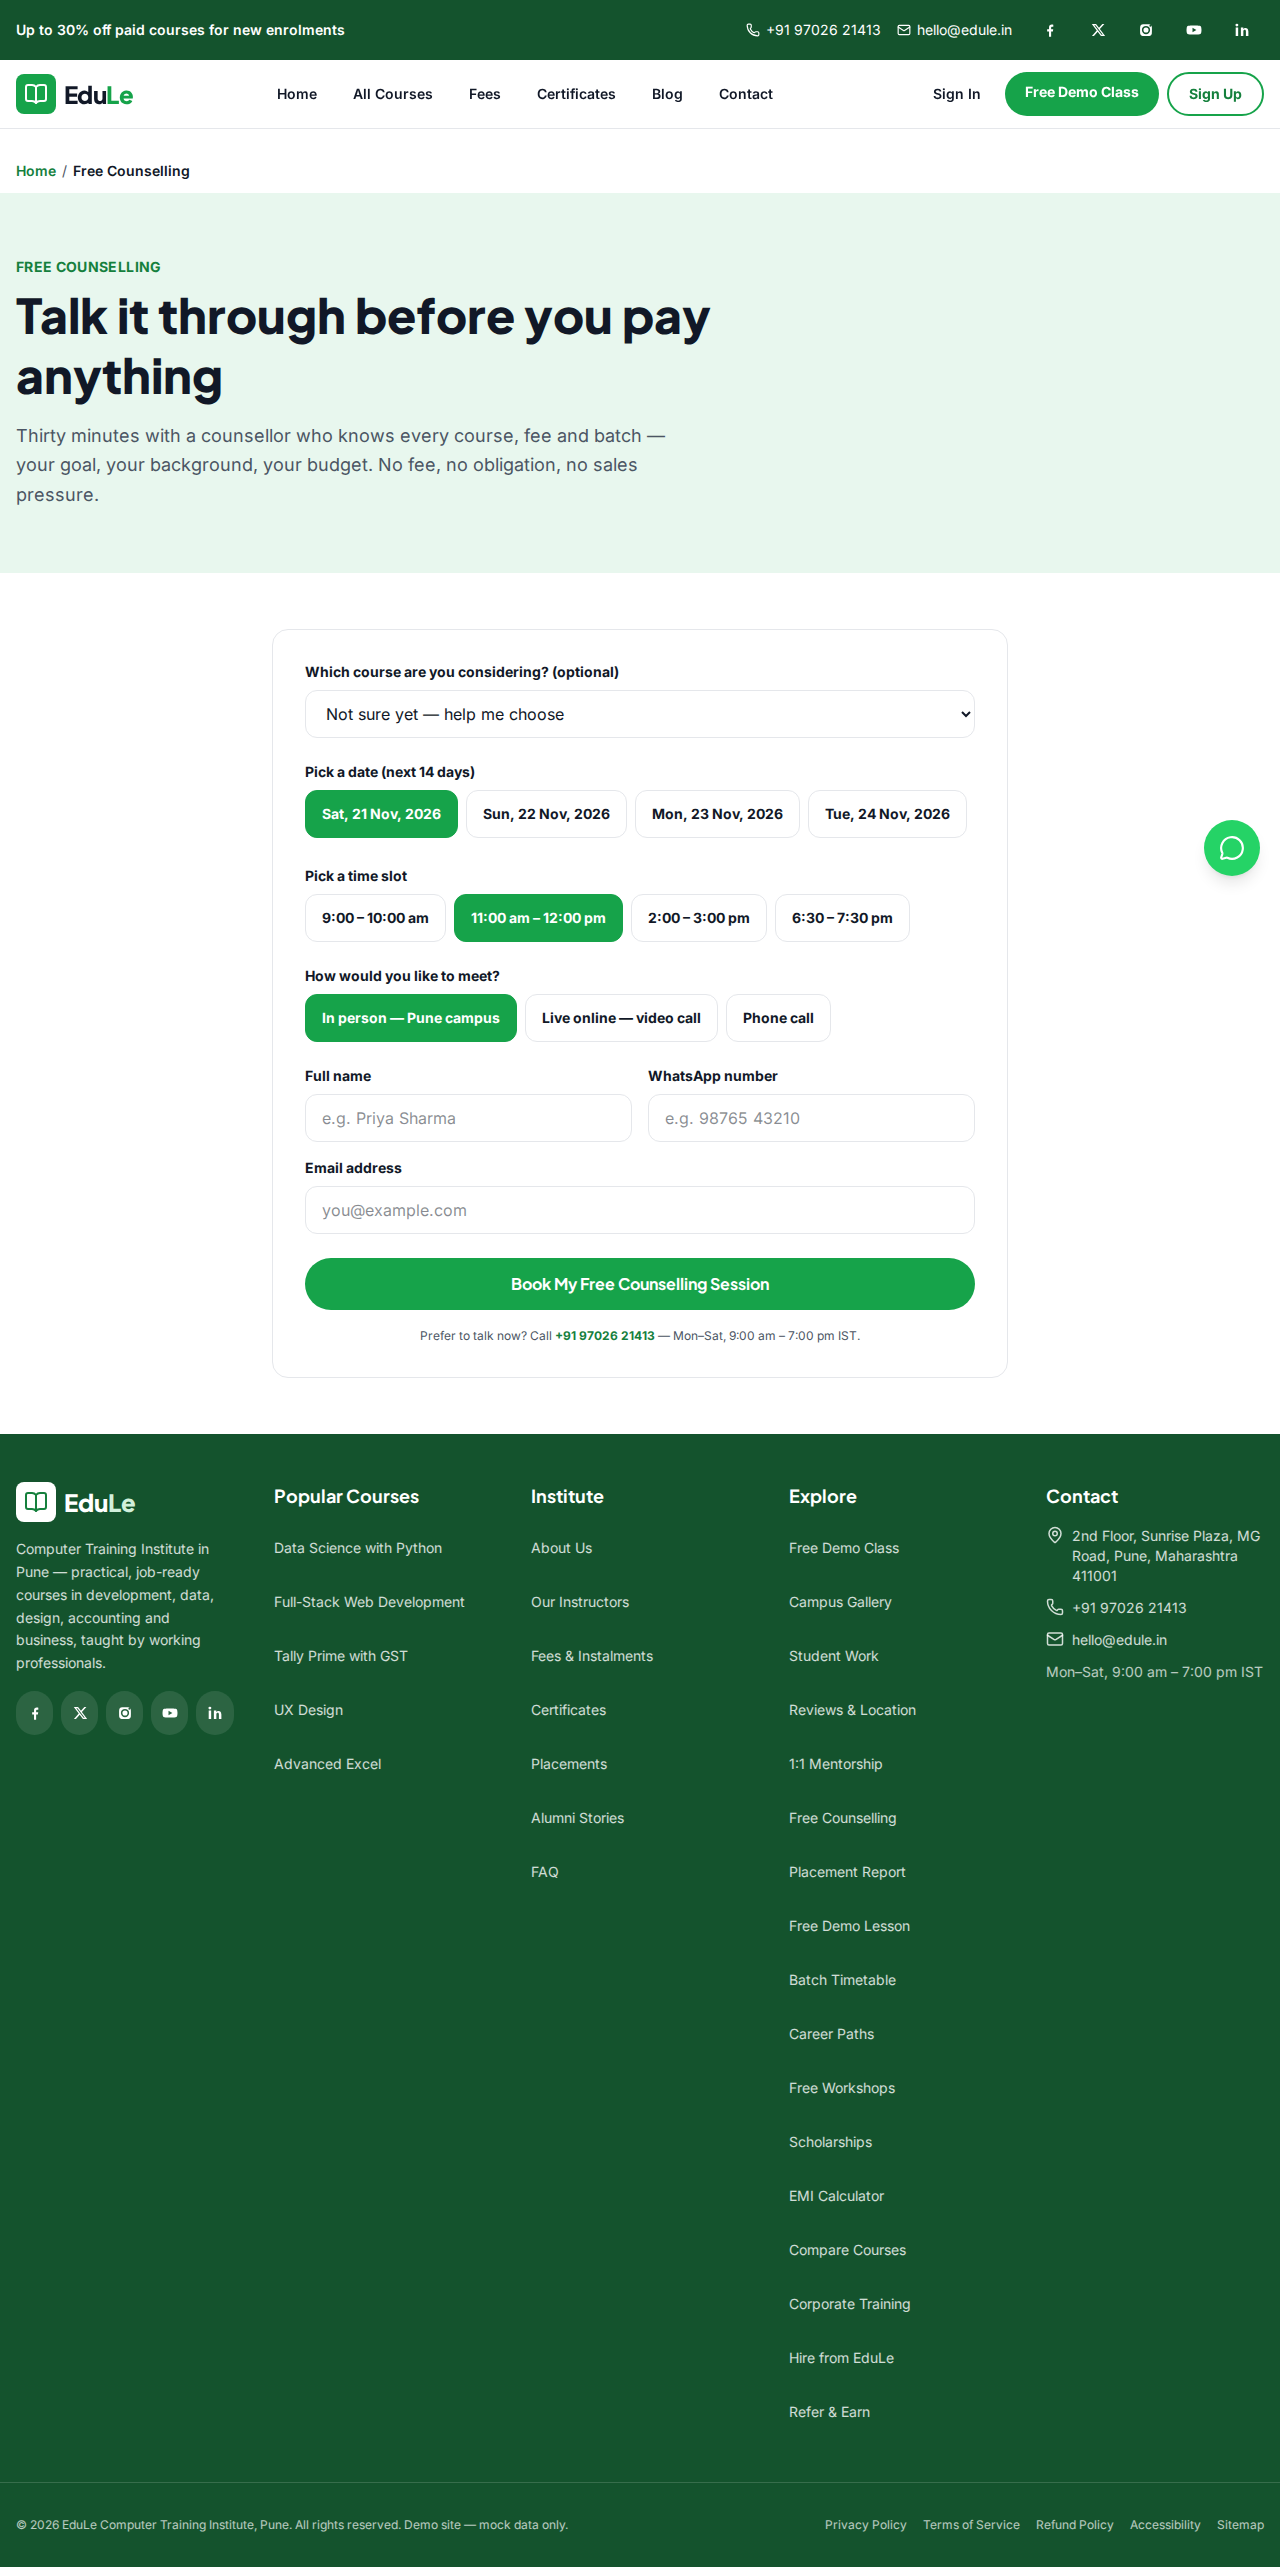 Up to 30% off paid courses for new enrolments
+91 97026 21413 hello@edule.in
EduLe
Home All Courses Fees Certificates Blog Contact
Sign In Free Demo Class Sign Up
Home / Free Counselling
FREE COUNSELLING
Talk it through before you pay
anything
Thirty minutes with a counsellor who knows every course, fee and batch —
your goal, your background, your budget. No fee, no obligation, no sales
pressure.
Which course are you considering? (optional)
Not sure yet — help me choose
Pick a date (next 14 days)
Sat, 21 Nov, 2026 Sun, 22 Nov, 2026 Mon, 23 Nov, 2026 Tue, 24 Nov, 2026
Pick a time slot
9:00 – 10:00 am 11:00 am – 12:00 pm 2:00 – 3:00 pm 6:30 – 7:30 pm
How would you like to meet?
In person — Pune campus Live online — video call Phone call
Full name WhatsApp number
e.g. Priya Sharma e.g. 98765 43210
Email address
you@example.com
Book My Free Counselling Session
Prefer to talk now? Call +91 97026 21413 — Mon–Sat, 9:00 am – 7:00 pm IST.
EduLe
Computer Training Institute in
Pune — practical, job-ready
courses in development, data,
design, accounting and
business, taught by working
professionals.
Popular Courses
Data Science with Python
Full-Stack Web Development
Tally Prime with GST
UX Design
Advanced Excel
Institute
About Us
Our Instructors
Fees & Instalments
Certificates
Placements
Alumni Stories
FAQ
Explore
Free Demo Class
Campus Gallery
Student Work
Reviews & Location
1:1 Mentorship
Free Counselling
Placement Report
Free Demo Lesson
Batch Timetable
Career Paths
Free Workshops
Scholarships
EMI Calculator
Compare Courses
Corporate Training
Hire from EduLe
Refer & Earn
Contact
2nd Floor, Sunrise Plaza, MG
Road, Pune, Maharashtra
411001
+91 97026 21413
hello@edule.in
Mon–Sat, 9:00 am – 7:00 pm IST
© 2026 EduLe Computer Training Institute, Pune. All rights reserved. Demo site — mock data only.
Privacy Policy Terms of Service Refund Policy Accessibility Sitemap